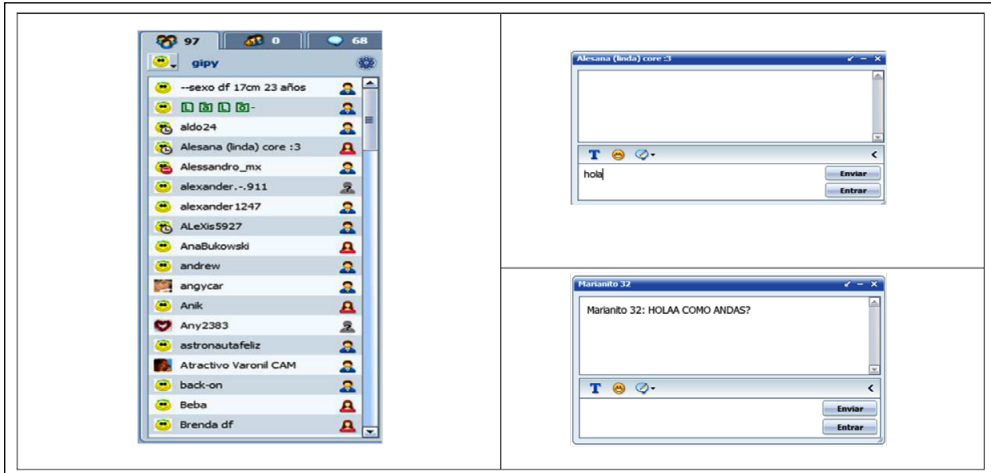 97 0 68
gipy
--sexo df 17cm 23 años
aldo24
Alesana (linda) core :3
Alessandro_mx
alexander.-.911
alexander1247
ALeXis5927
AnaBukowski
andrew
angycar
Anik
Any2383
astronautafeliz
Atractivo Varonil CAM
back-on
Beba
Brenda df
Alesana (linda) core :3
T
hola
Enviar
Entrar
Marianito 32
Marianito 32: HOLAA COMO ANDAS?
T
Enviar
Entrar